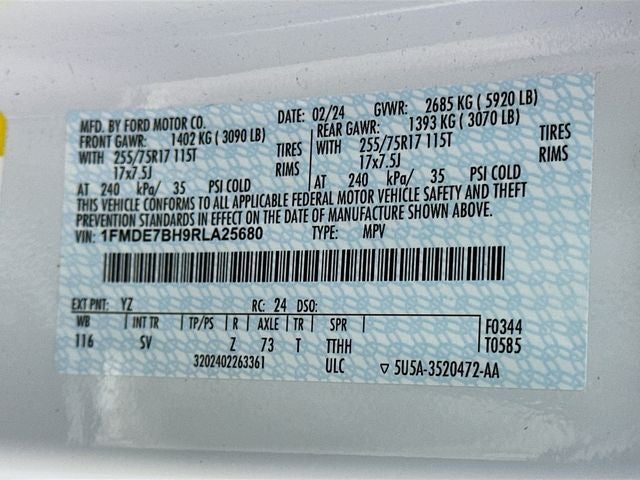 MFD. BY FORD MOTOR CO. DATE: 02/24 GVWR: 2685 KG ( 5920 LB)
FRONT GAWR: 1402 KG ( 3090 LB) REAR GAWR: 1393 KG ( 3070 LB)
WITH 255/75R17 115T TIRES WITH 255/75R17 115T TIRES
17x7.5J RIMS 17x7.5J RIMS
AT 240 kPa/ 35 PSI COLD AT 240 kPa/ 35 PSI COLD
THIS VEHICLE CONFORMS TO ALL APPLICABLE FEDERAL MOTOR VEHICLE SAFETY AND THEFT
PREVENTION STANDARDS IN EFFECT ON THE DATE OF MANUFACTURE SHOWN ABOVE.
VIN: 1FMDE7BH9RLA25680 TYPE: MPV
EXT PNT: YZ RC: 24 DSO:
WB INT TR TP/PS R AXLE TR SPR F0344
116 SV Z 73 T TTHH T0585
3202402263361 ULC ▽ 5U5A-3520472-AA